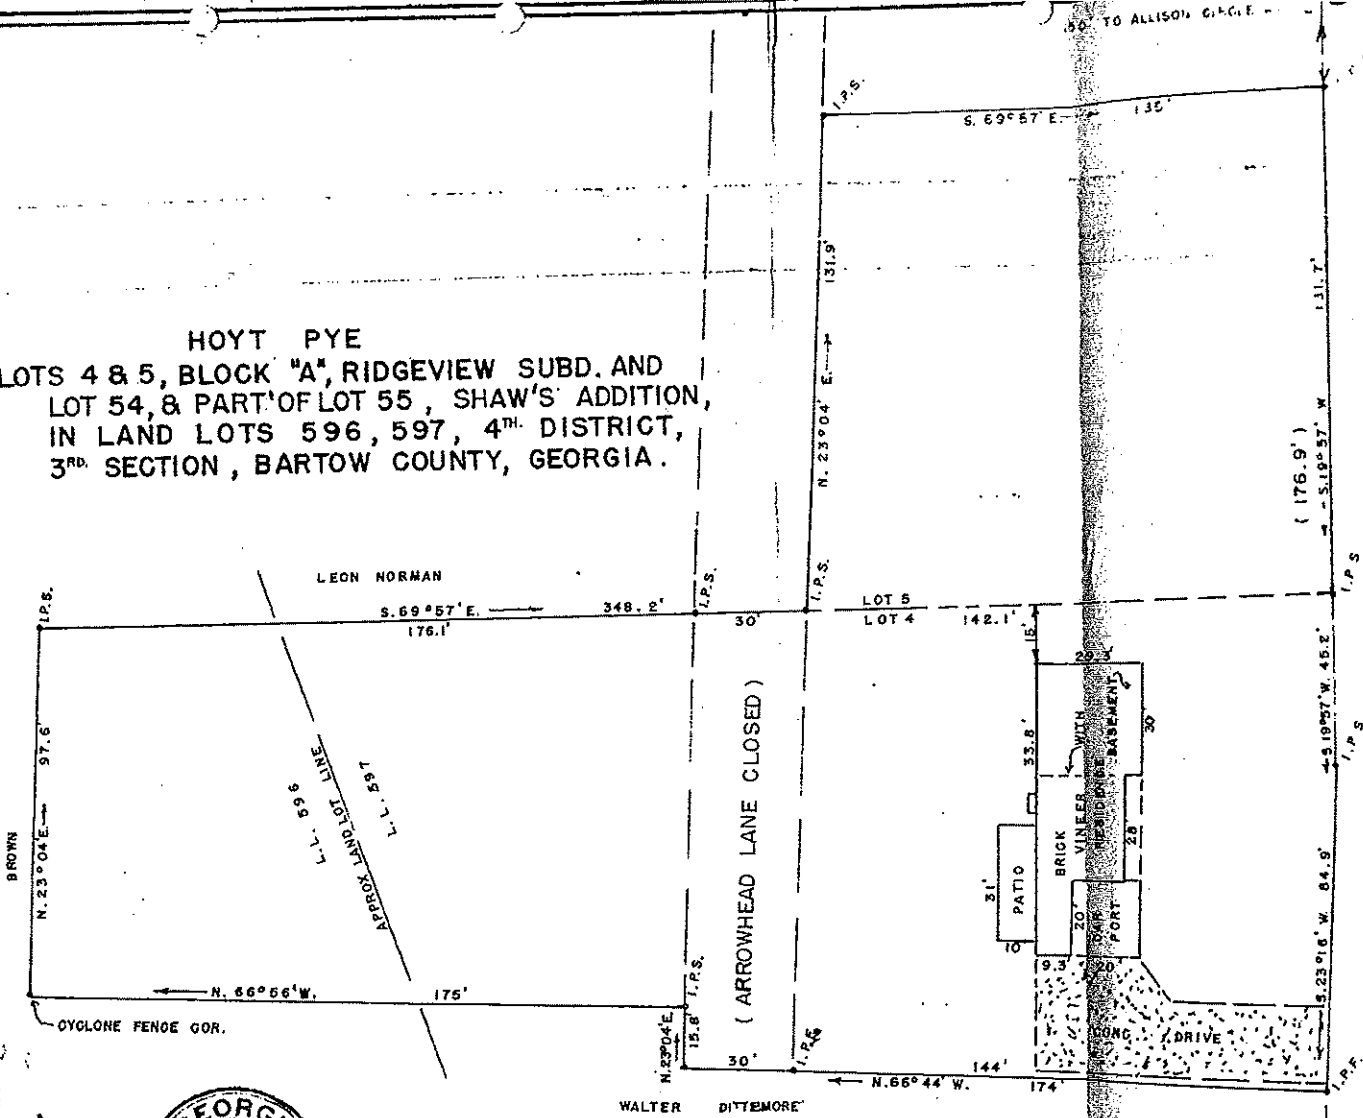 50' TO ALLISON CIRCLE
I.P.S.
S. 69°57' E.
135'
131.9'
N. 23°04' E.
131.7'
S.19°57' W
( 176.9' )
HOYT PYE
LOTS 4 & 5, BLOCK "A", RIDGEVIEW SUBD. AND
LOT 54, & PART OF LOT 55, SHAW'S ADDITION,
IN LAND LOTS 596, 597, 4TH. DISTRICT,
3RD. SECTION, BARTOW COUNTY, GEORGIA.
LEON NORMAN
I.P.S.
S.69°57'E.
348.2'
176.1'
I.P.S.
30'
I.P.S.
LOT 5
LOT 4
142.1'
I.P.S
15'
29.3'
S 19°57' W. 45.2'
I.P.S
97.6'
N. 23°04'E.
BROWN
L.L. 596
APPROX LAND LOT LINE
L.L. 597
( ARROWHEAD LANE CLOSED )
33.8'
WITH
BASEMENT
30'
BRICK
VINEER
RESIDENCE
28
31'
PATIO
10
20'
CAR
PORT
9.3'
20'
S.23°16' W. 84.9'
N. 66°56'W.
175'
I.P.S.
CYCLONE FENCE COR.
N.23°04'E.
15.8'
30'
I.P.F.
CONC
DRIVE
144'
N.66°44' W.
174'
I.P.F.
WALTER DITTEMORE
GEORG